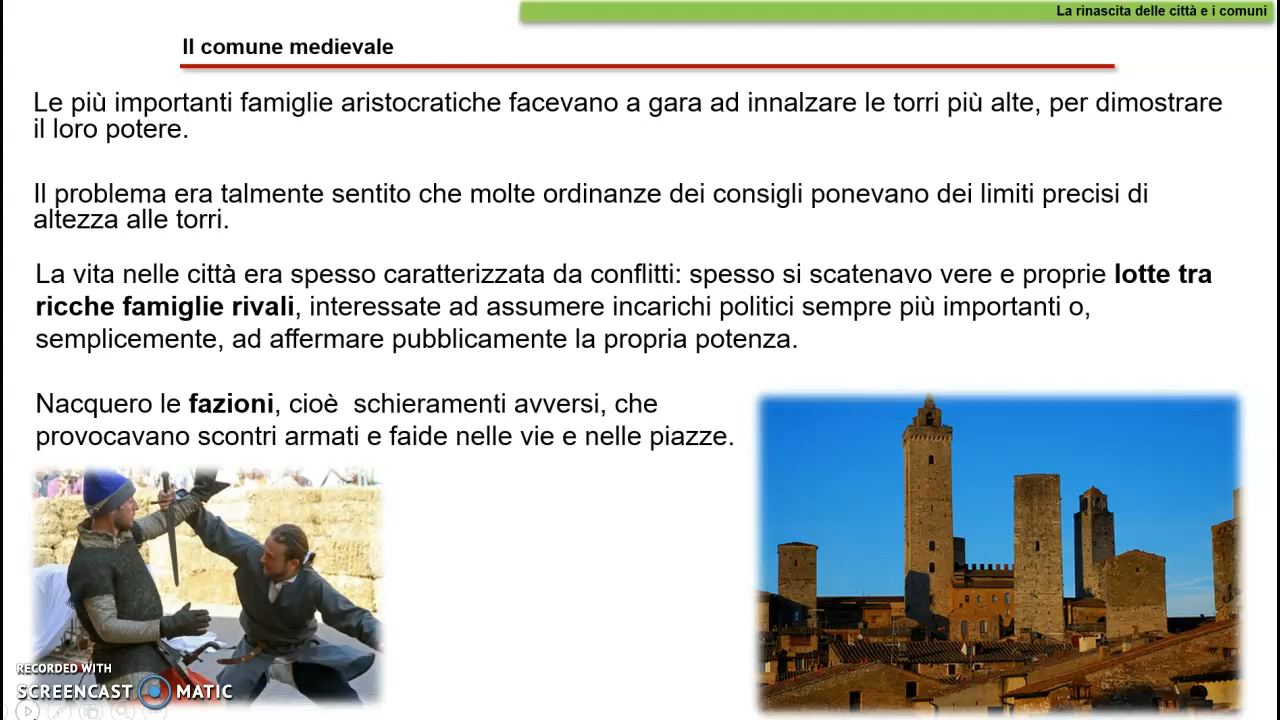 La rinascita delle città e i comuni
Il comune medievale
Le più importanti famiglie aristocratiche facevano a gara ad innalzare le torri più alte, per dimostrare
il loro potere.
Il problema era talmente sentito che molte ordinanze dei consigli ponevano dei limiti precisi di
altezza alle torri.
La vita nelle città era spesso caratterizzata da conflitti: spesso si scatenavo vere e proprie lotte tra
ricche famiglie rivali, interessate ad assumere incarichi politici sempre più importanti o,
semplicemente, ad affermare pubblicamente la propria potenza.
Nacquero le fazioni, cioè schieramenti avversi, che
provocavano scontri armati e faide nelle vie e nelle piazze.
RECORDED WITH
SCREENCAST MATIC